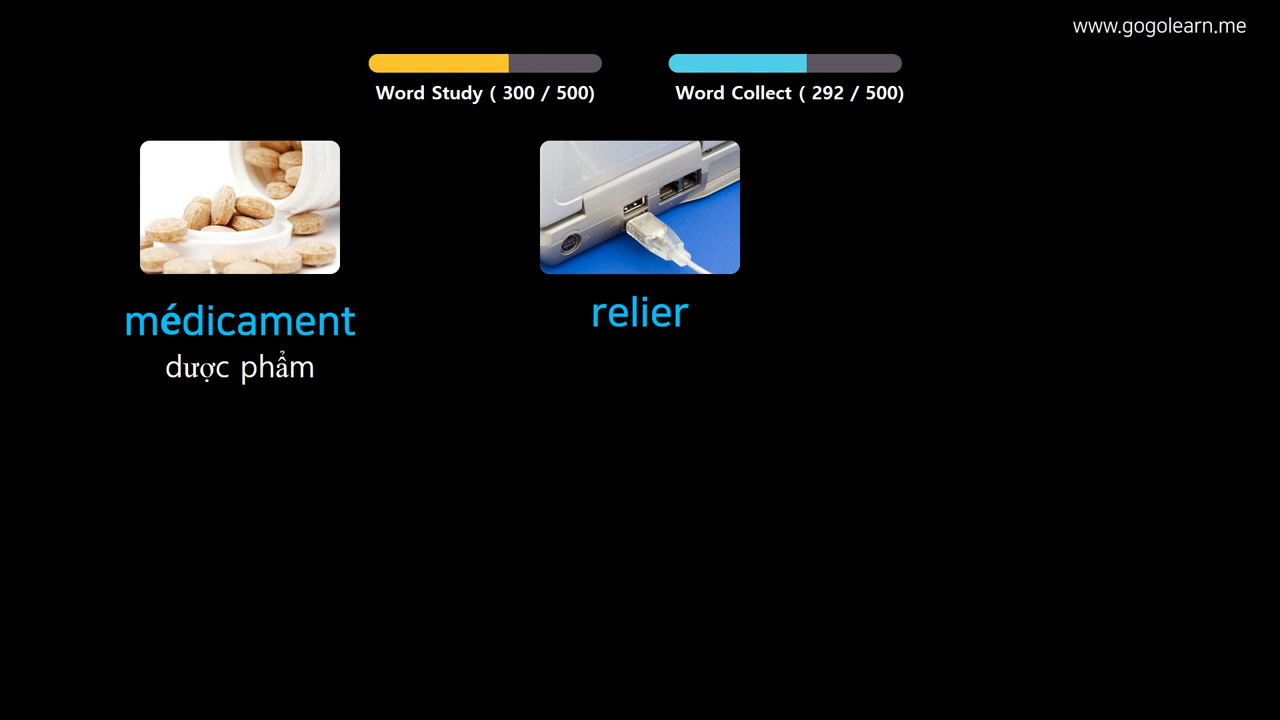 www.gogolearn.me
Word Study ( 300 / 500)
Word Collect ( 292 / 500)
médicament
dược phẩm
relier